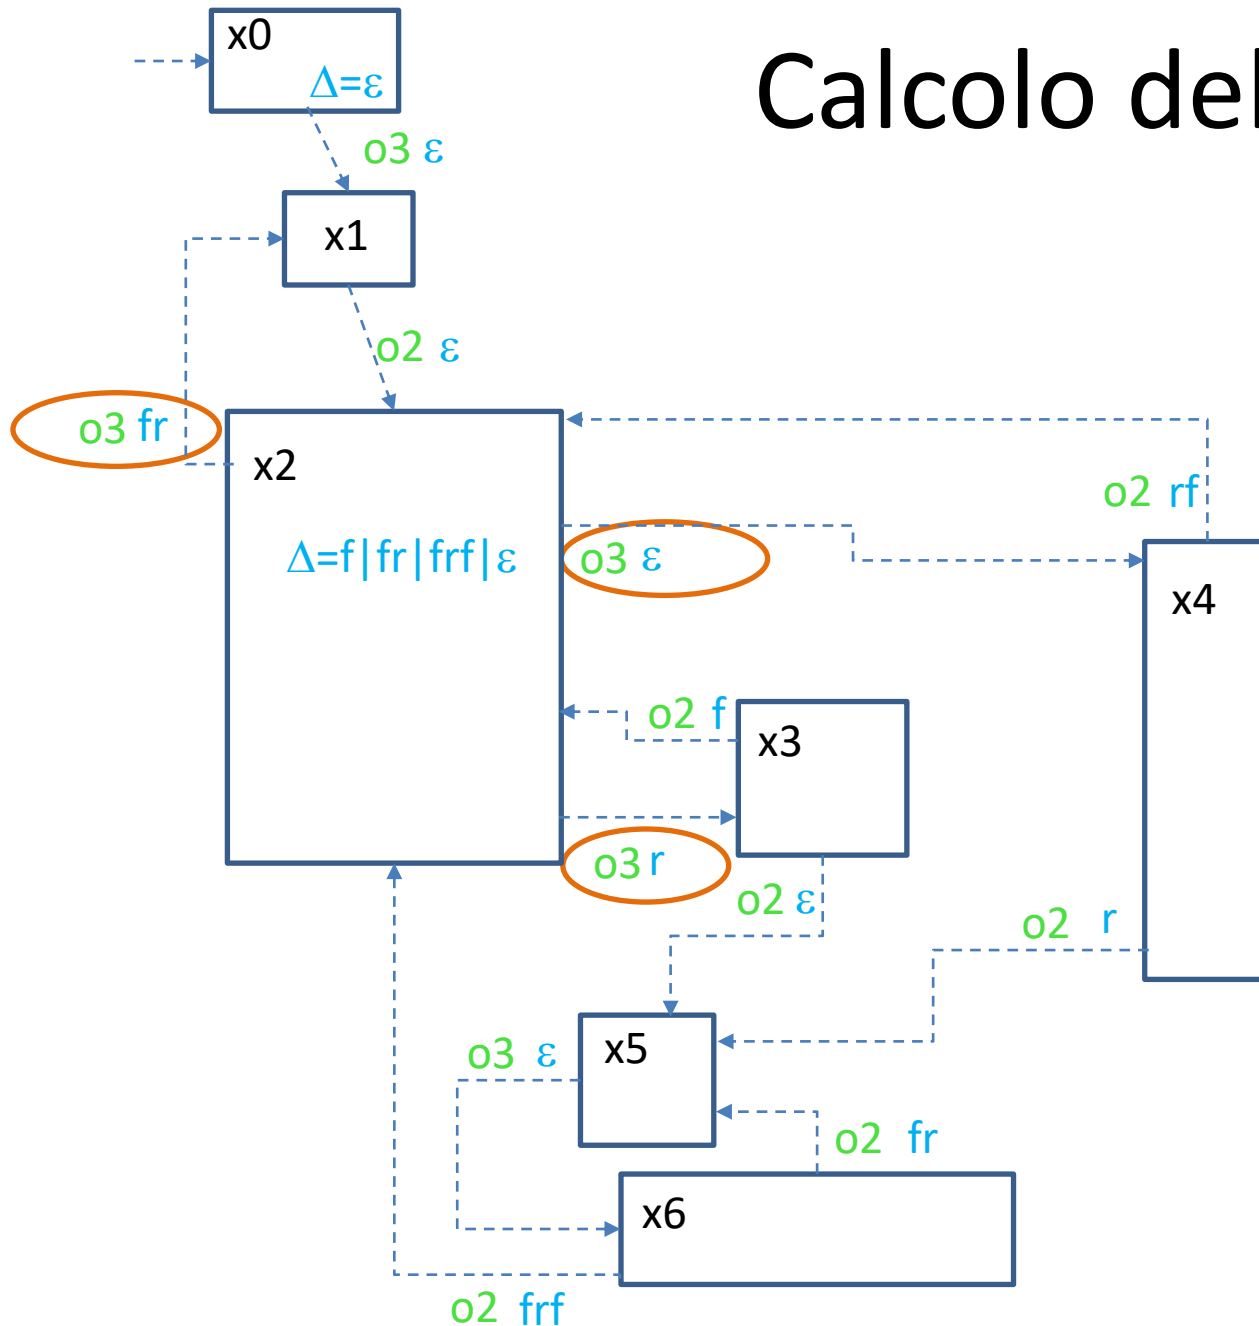 x0
Calcolo del
Δ=ε
o3 ε
x1
o2 ε
o3 fr
x2
o2 rf
Δ=f|fr|frf|ε
o3 ε
x4
o2 f
x3
o3 r
o2 ε
o2 r
x5
o3 ε
o2 fr
x6
o2 frf